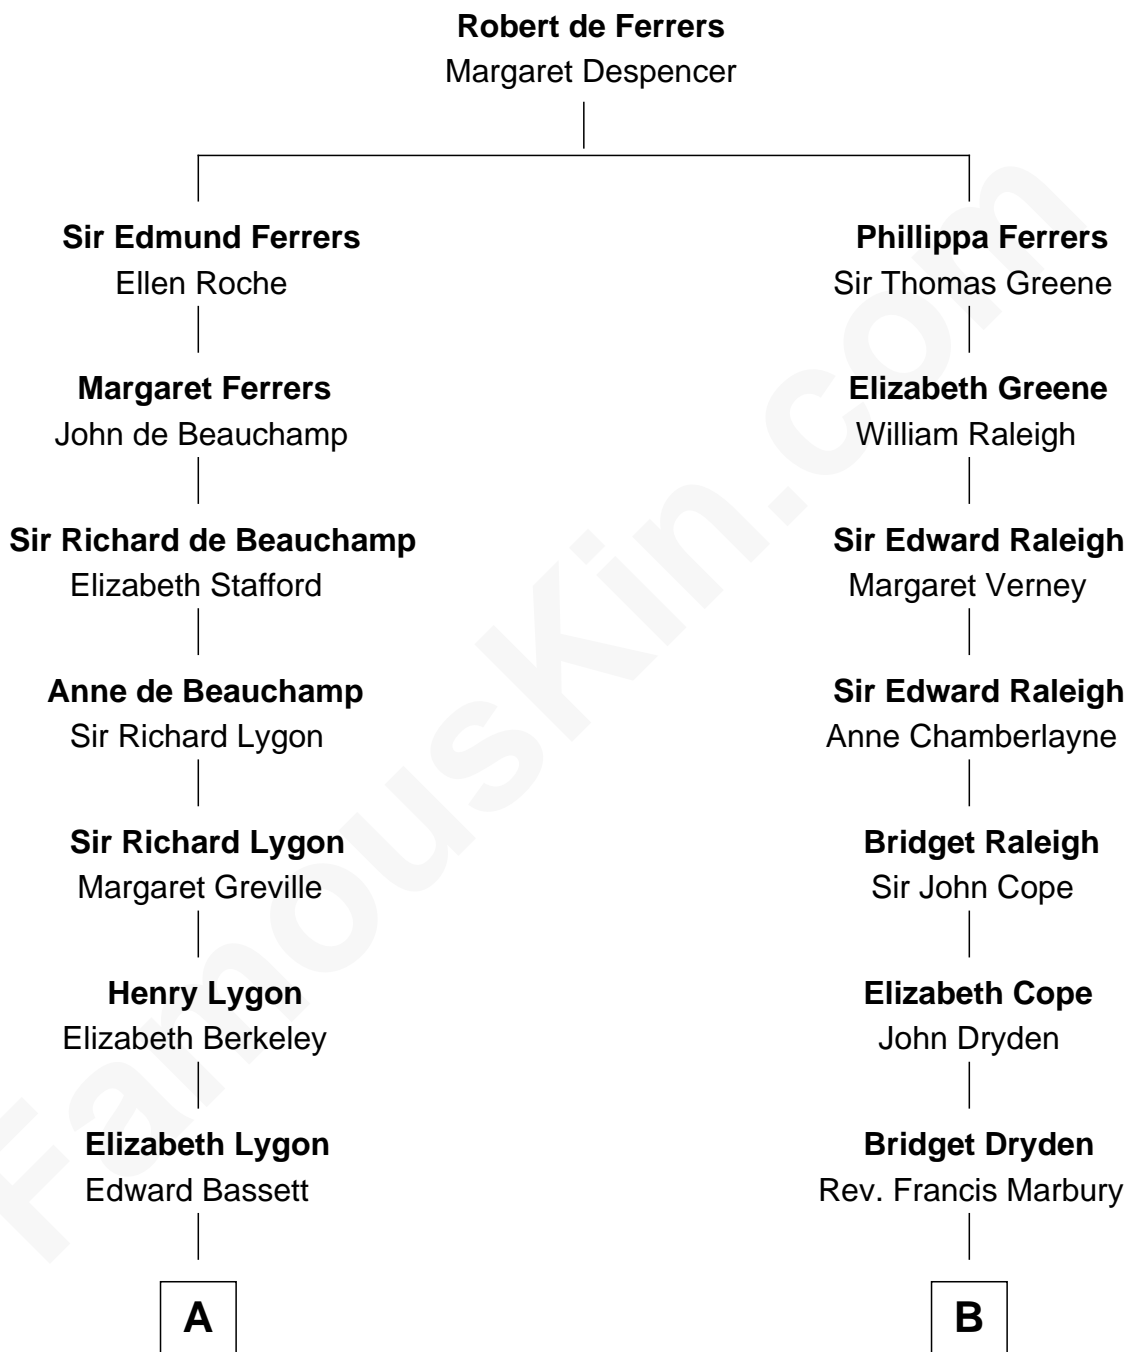 Robert de Ferrers
Margaret Despencer
Sir Edmund Ferrers
Ellen Roche
Margaret Ferrers
John de Beauchamp
Sir Richard de Beauchamp
Elizabeth Stafford
Anne de Beauchamp
Sir Richard Lygon
Sir Richard Lygon
Margaret Greville
Henry Lygon
Elizabeth Berkeley
Elizabeth Lygon
Edward Bassett
A
Phillippa Ferrers
Sir Thomas Greene
Elizabeth Greene
William Raleigh
Sir Edward Raleigh
Margaret Verney
Sir Edward Raleigh
Anne Chamberlayne
Bridget Raleigh
Sir John Cope
Elizabeth Cope
John Dryden
Bridget Dryden
Rev. Francis Marbury
B
FamousKin.com